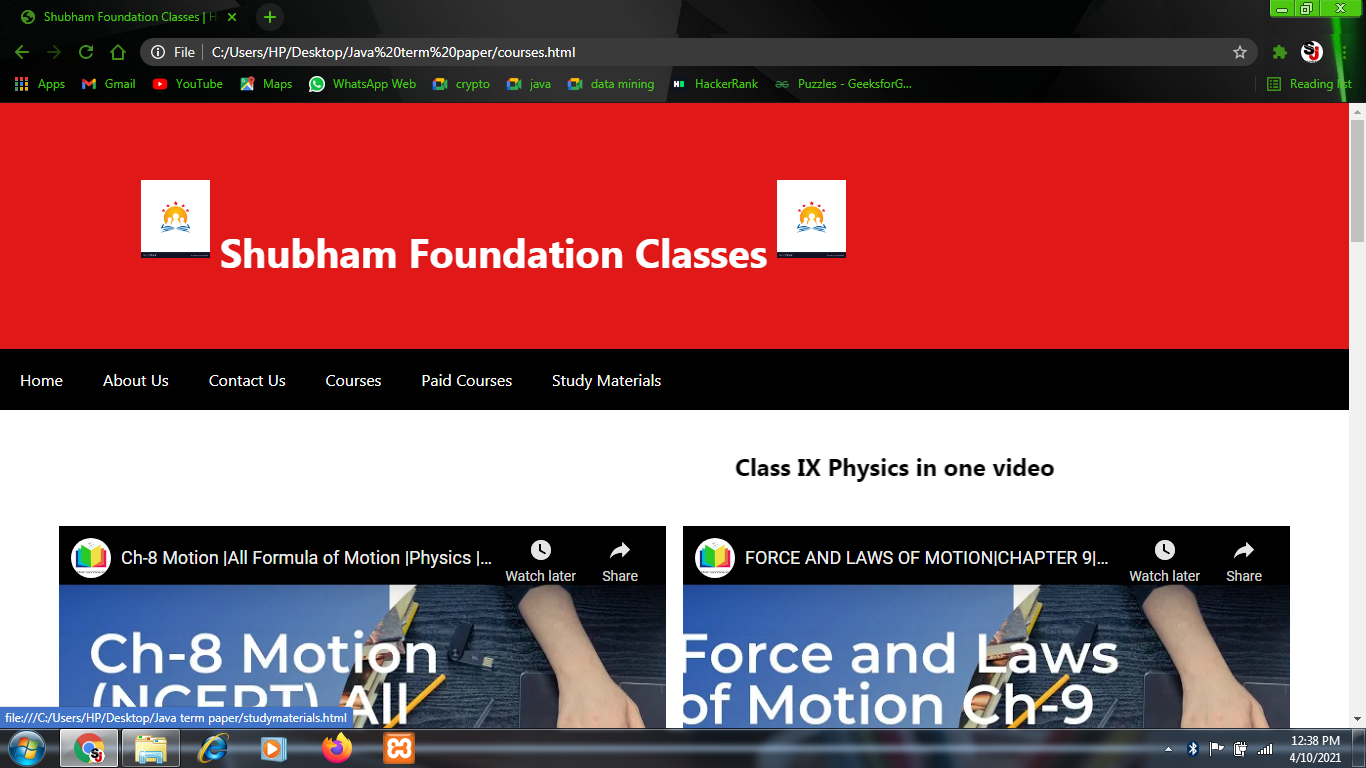 Shubham Foundation Classes | H
File C:/Users/HP/Desktop/Java%20term%20paper/courses.html
Apps Gmail YouTube Maps WhatsApp Web crypto java data mining HackerRank Puzzles - GeeksforG... Reading list
Shubham Foundation Classes
Home About Us Contact Us Courses Paid Courses Study Materials
Class IX Physics in one video
Ch-8 Motion |All Formula of Motion |Physics |... Watch later Share
FORCE AND LAWS OF MOTION|CHAPTER 9|... Watch later Share
Ch-8 Motion
(NCERT) All
Force and Laws
of Motion Ch-9
file:///C:/Users/HP/Desktop/Java term paper/studymaterials.html
12:38 PM
4/10/2021